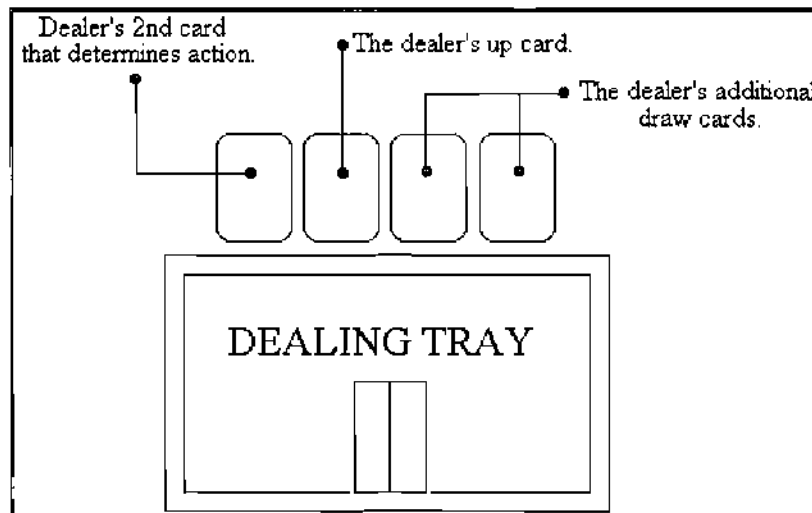 Dealer's 2nd card
that determines action.
The dealer's up card.
The dealer's additional
draw cards.
DEALING TRAY